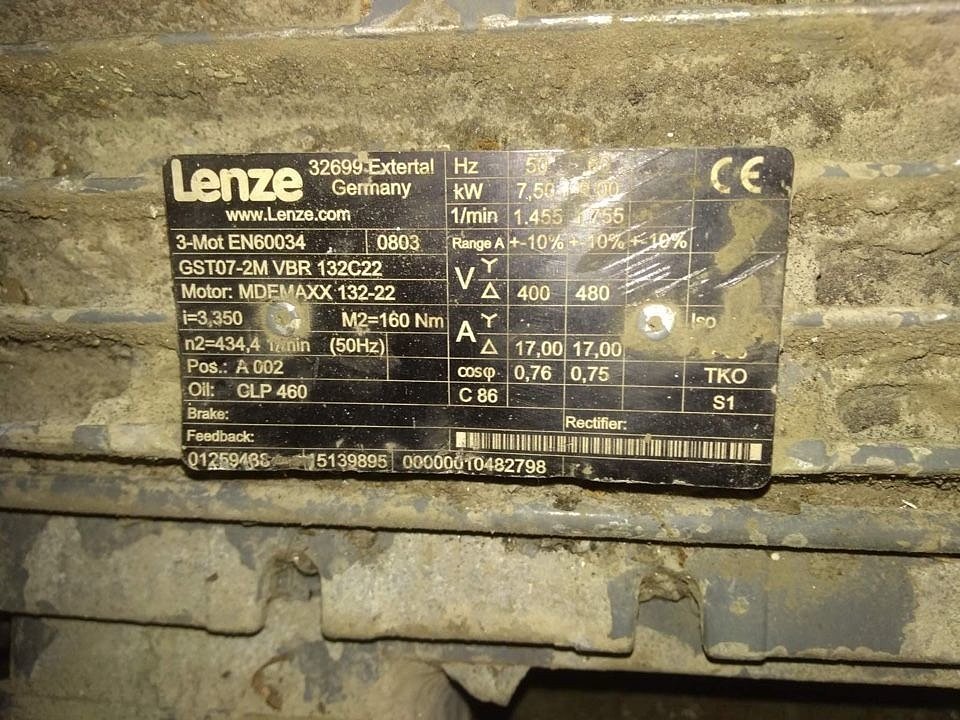 Lenze
32699 Extertal
Germany
www.Lenze.com
3-Mot EN60034 0803
GST07-2M VBR 132C22
Motor: MDEMAXX 132-22
i=3,350 M2=160 Nm
n2=434,4 1/min (50Hz)
Pos.: A 002
Oil: CLP 460
Brake:
Feedback:
15139895 00000010482798
Hz 50
kW 7,50
1/min 1.455 1.755
Range A +-10% +-10% +-10%
V Y
Δ 400 480
A Y
Δ 17,00 17,00
cosφ 0,76 0,75
C 86
CE
Iso
TKO
S1
Rectifier: